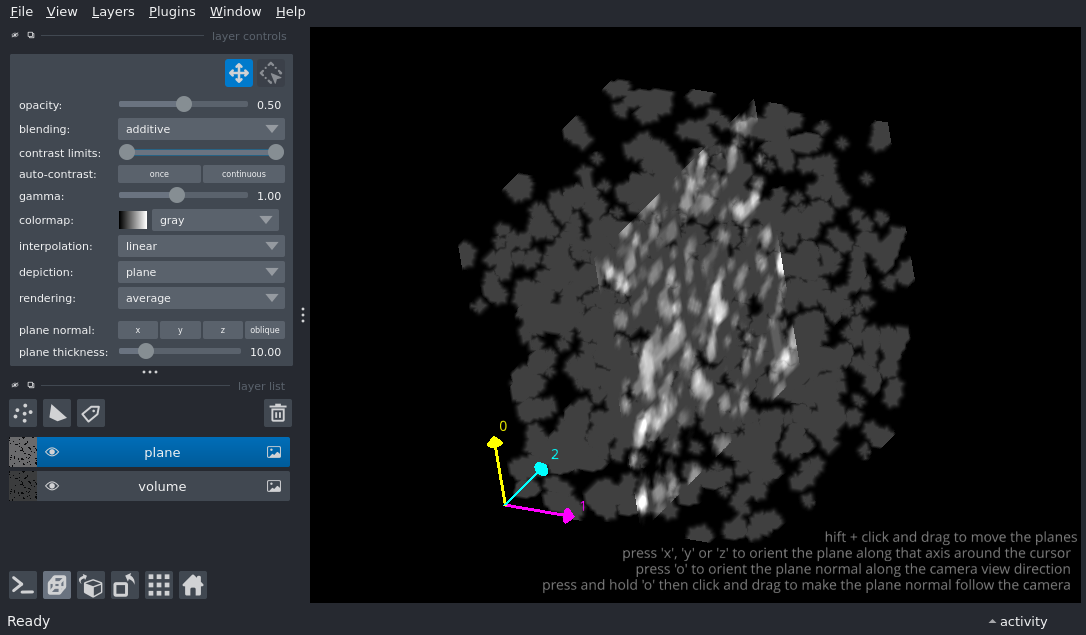 File View Layers Plugins Window Help
layer controls
opacity: 0.50
blending: additive
contrast limits:
auto-contrast: once continuous
gamma: 1.00
colormap: gray
interpolation: linear
depiction: plane
rendering: average
plane normal: x y z oblique
plane thickness: 10.00
layer list
plane
volume
0
2
1
hift + click and drag to move the planes
press 'x', 'y' or 'z' to orient the plane along that axis around the cursor
press 'o' to orient the plane normal along the camera view direction
press and hold 'o' then click and drag to make the plane normal follow the camera
Ready
activity